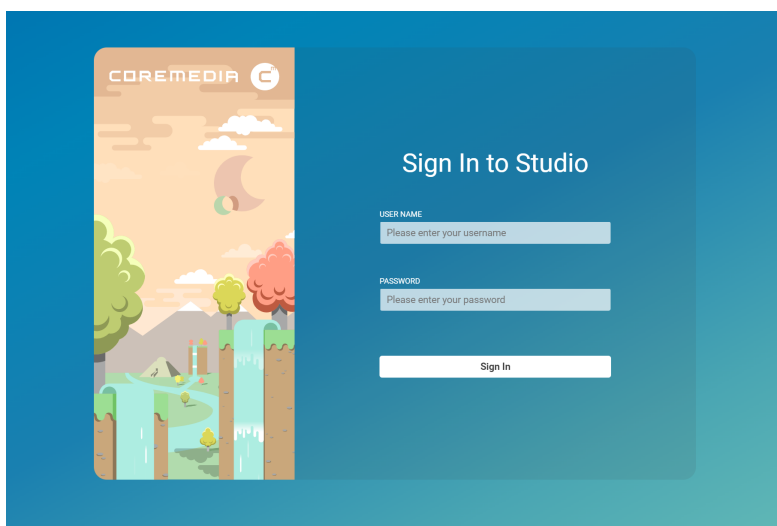 COREMEDIA C
Sign In to Studio
USER NAME
Please enter your username
PASSWORD
Please enter your password
Sign In